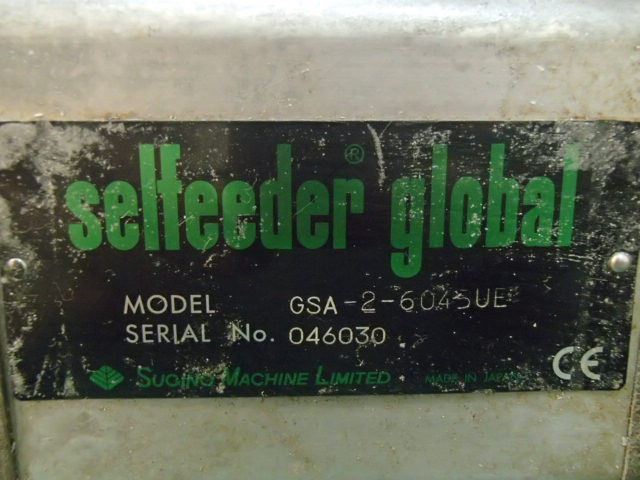 selfeeder® global
MODEL GSA-2-6045UE
SERIAL No. 046030
SUGINO MACHINE LIMITED MADE IN JAPAN CE